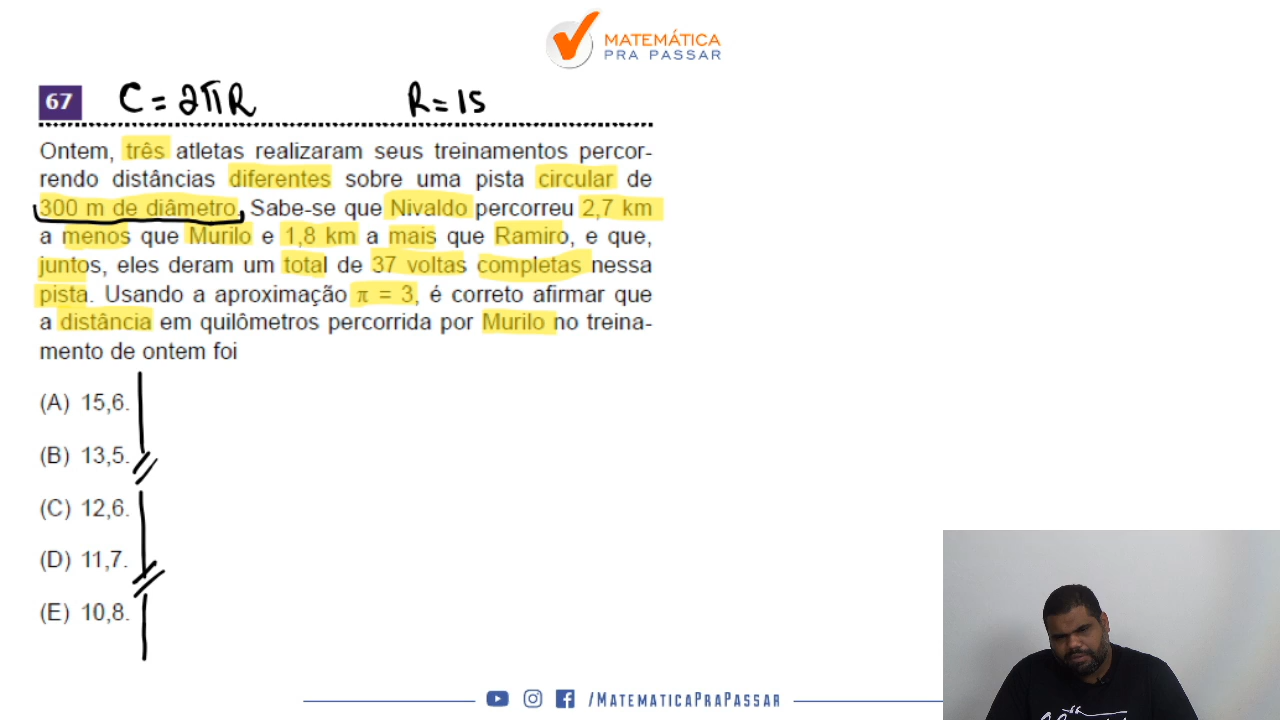 MATEMÁTICA
PRA PASSAR
67 C = 2πR R = 15
Ontem, três atletas realizaram seus treinamentos percor-
rendo distâncias diferentes sobre uma pista circular de
300 m de diâmetro. Sabe-se que Nivaldo percorreu 2,7 km
a menos que Murilo e 1,8 km a mais que Ramiro, e que,
juntos, eles deram um total de 37 voltas completas nessa
pista. Usando a aproximação π = 3, é correto afirmar que
a distância em quilômetros percorrida por Murilo no treina-
mento de ontem foi
(A) 15,6.
(B) 13,5.
(C) 12,6.
(D) 11,7.
(E) 10,8.
/MATEMATICAPRAPASSAR